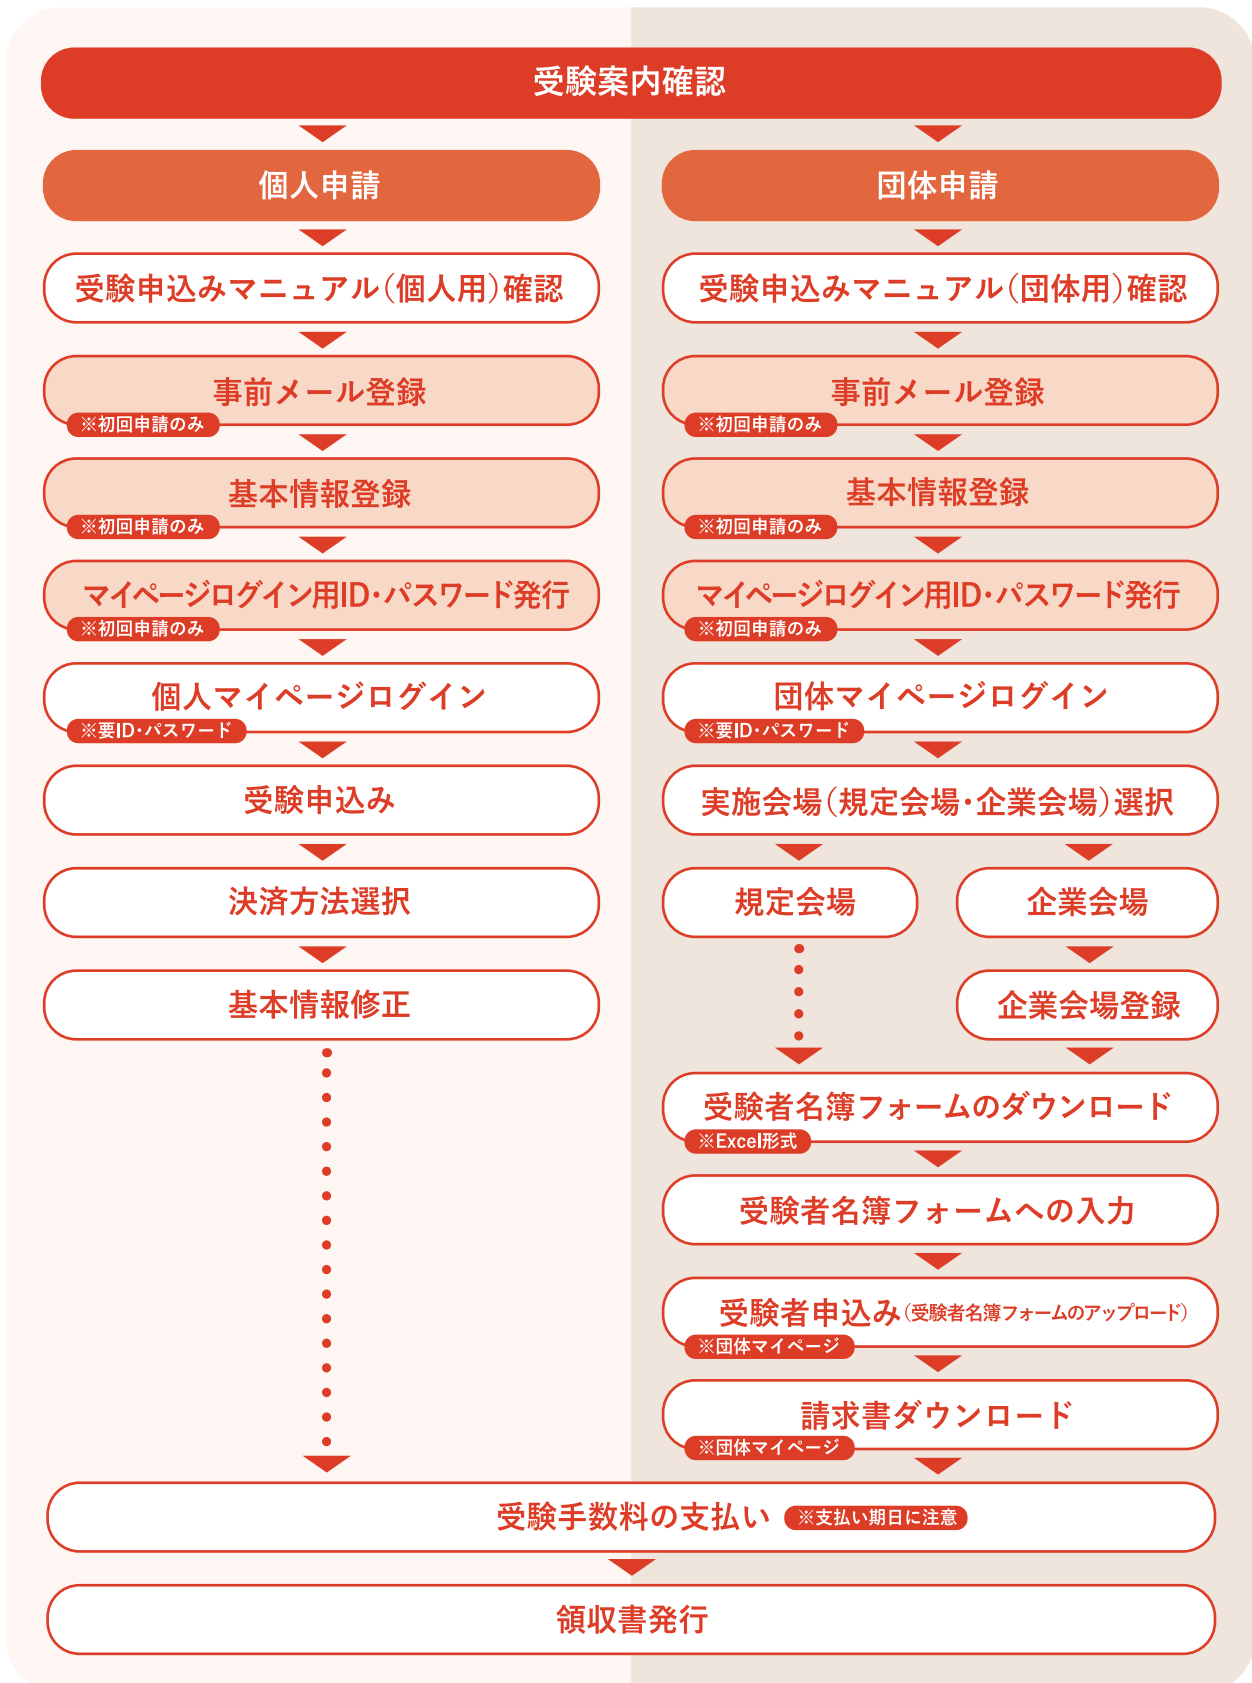 受験案内確認
個人申請
受験申込みマニュアル(個人用)確認
事前メール登録
※初回申請のみ
基本情報登録
※初回申請のみ
マイページログイン用ID・パスワード発行
※初回申請のみ
個人マイページログイン
※要ID・パスワード
受験申込み
決済方法選択
基本情報修正
団体申請
受験申込みマニュアル(団体用)確認
事前メール登録
※初回申請のみ
基本情報登録
※初回申請のみ
マイページログイン用ID・パスワード発行
※初回申請のみ
団体マイページログイン
※要ID・パスワード
実施会場(規定会場・企業会場)選択
規定会場
企業会場
企業会場登録
受験者名簿フォームのダウンロード
※Excel形式
受験者名簿フォームへの入力
受験者申込み(受験者名簿フォームのアップロード)
※団体マイページ
請求書ダウンロード
※団体マイページ
受験手数料の支払い ※支払い期日に注意
領収書発行